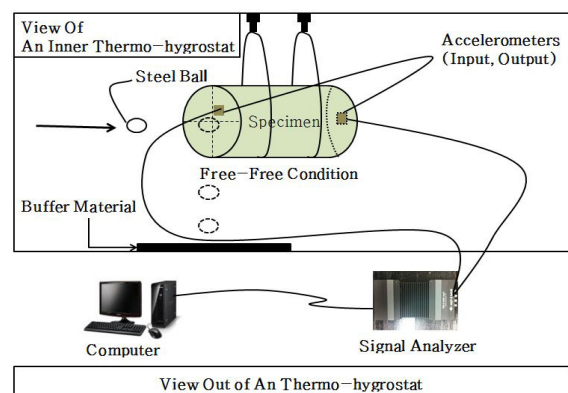 View Of
An Inner Thermo-hygrostat
Steel Ball
Accelerometers
(Input, Output)
Specimen
Free-Free Condition
Buffer Material
Computer
Signal Analyzer
View Out of An Thermo-hygrostat